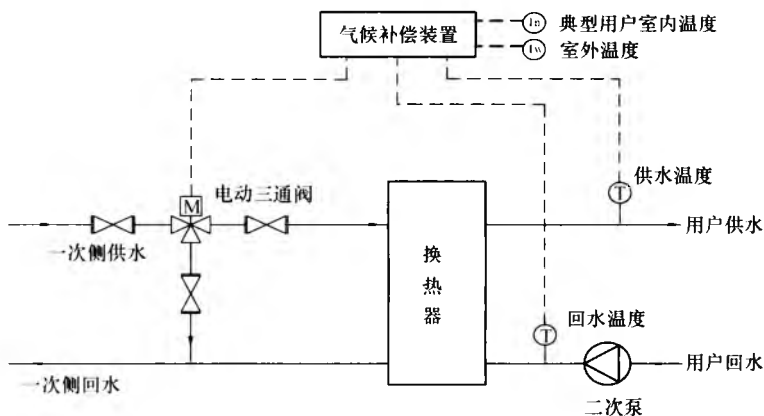 气候补偿装置
tn 典型用户室内温度
tw 室外温度
M 电动三通阀
T 供水温度
用户供水
一次侧供水
换热器
T 回水温度
一次侧回水
用户回水
二次泵